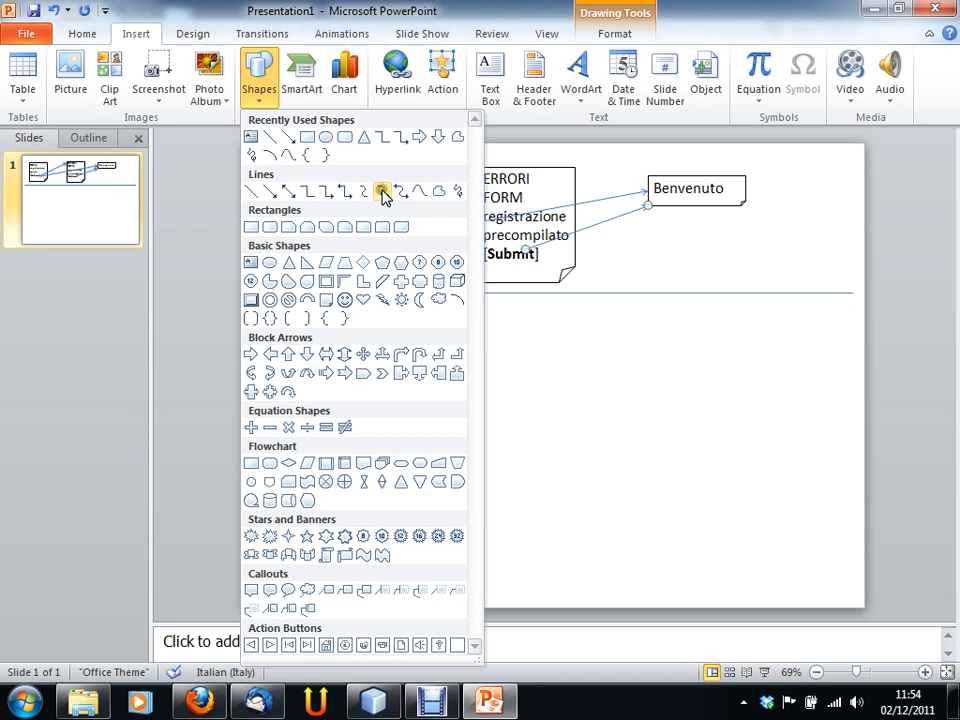 Presentation1 - Microsoft PowerPoint
Drawing Tools
File Home Insert Design Transitions Animations Slide Show Review View Format
Table
Picture
Clip
Art
Screenshot
Photo
Album
Shapes
SmartArt
Chart
Hyperlink
Action
Text
Box
Header
& Footer
WordArt
Date
& Time
Slide
Number
Object
Equation
Symbol
Video
Audio
Tables
Images
Text
Symbols
Media
Slides
Outline
1
Recently Used Shapes
Lines
Rectangles
Basic Shapes
Block Arrows
Equation Shapes
Flowchart
Stars and Banners
Callouts
Action Buttons
ERRORI
FORM
registrazione
precompilato
[Submit]
Benvenuto
Click to add
Slide 1 of 1
"Office Theme"
Italian (Italy)
69%
11:54
02/12/2011